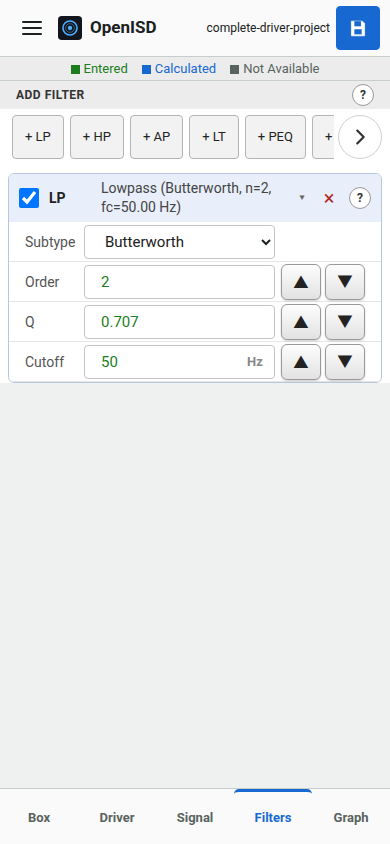 OpenISD
complete-driver-project
Entered Calculated Not Available
ADD FILTER ?
+ LP + HP + AP + LT + PEQ +
LP Lowpass (Butterworth, n=2, fc=50.00 Hz) ▾ × ?
Subtype Butterworth
Order 2 ▲ ▼
Q 0.707 ▲ ▼
Cutoff 50 Hz ▲ ▼
Box Driver Signal Filters Graph